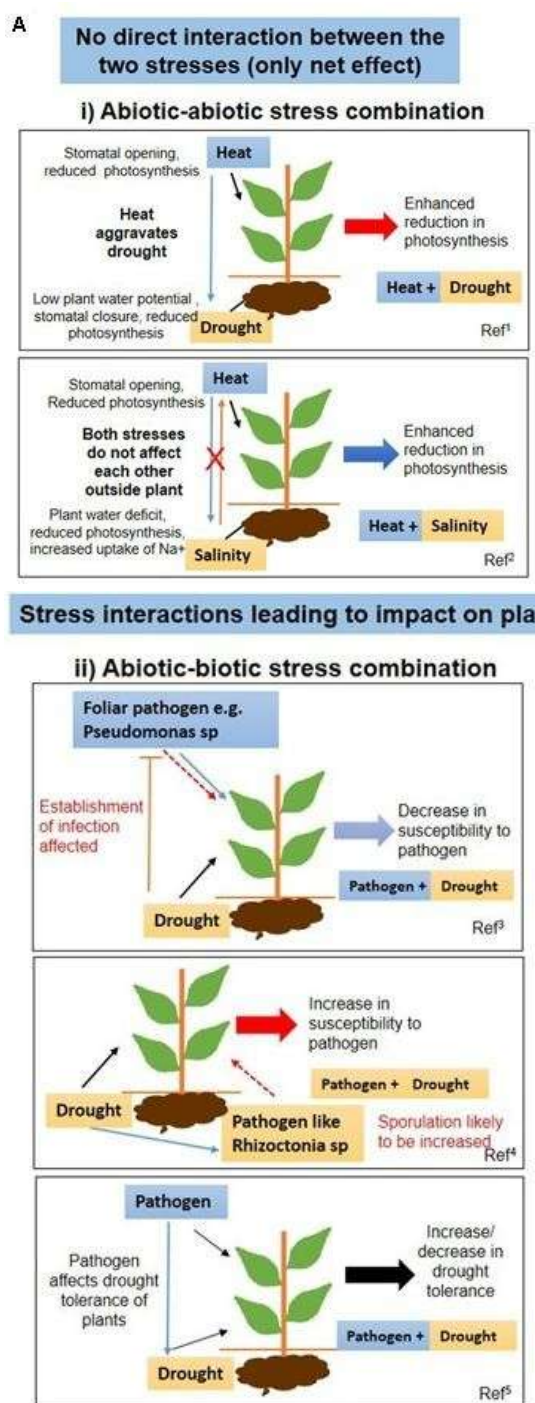 A
No direct interaction between the
two stresses (only net effect)
i) Abiotic-abiotic stress combination
Stomatal opening,
reduced photosynthesis
Heat
Heat
aggravates
drought
Low plant water potential,
stomatal closure, reduced
photosynthesis
Drought
Enhanced
reduction in
photosynthesis
Heat + Drought
Ref1
Stomatal opening,
Reduced photosynthesis
Heat
Both stresses
do not affect
each other
outside plant
Plant water deficit,
reduced photosynthesis,
increased uptake of Na+
Salinity
Enhanced
reduction in
photosynthesis
Heat + Salinity
Ref2
Stress interactions leading to impact on pla
ii) Abiotic-biotic stress combination
Foliar pathogen e.g.
Pseudomonas sp
Establishment
of infection
affected
Drought
Decrease in
susceptibility to
pathogen
Pathogen + Drought
Ref3
Increase in
susceptibility to
pathogen
Pathogen + Drought
Drought
Pathogen like
Rhizoctonia sp
Sporulation likely
to be increased
Ref4
Pathogen
Pathogen
affects drought
tolerance of
plants
Drought
Increase/
decrease in
drought
tolerance
Pathogen + Drought
Ref5